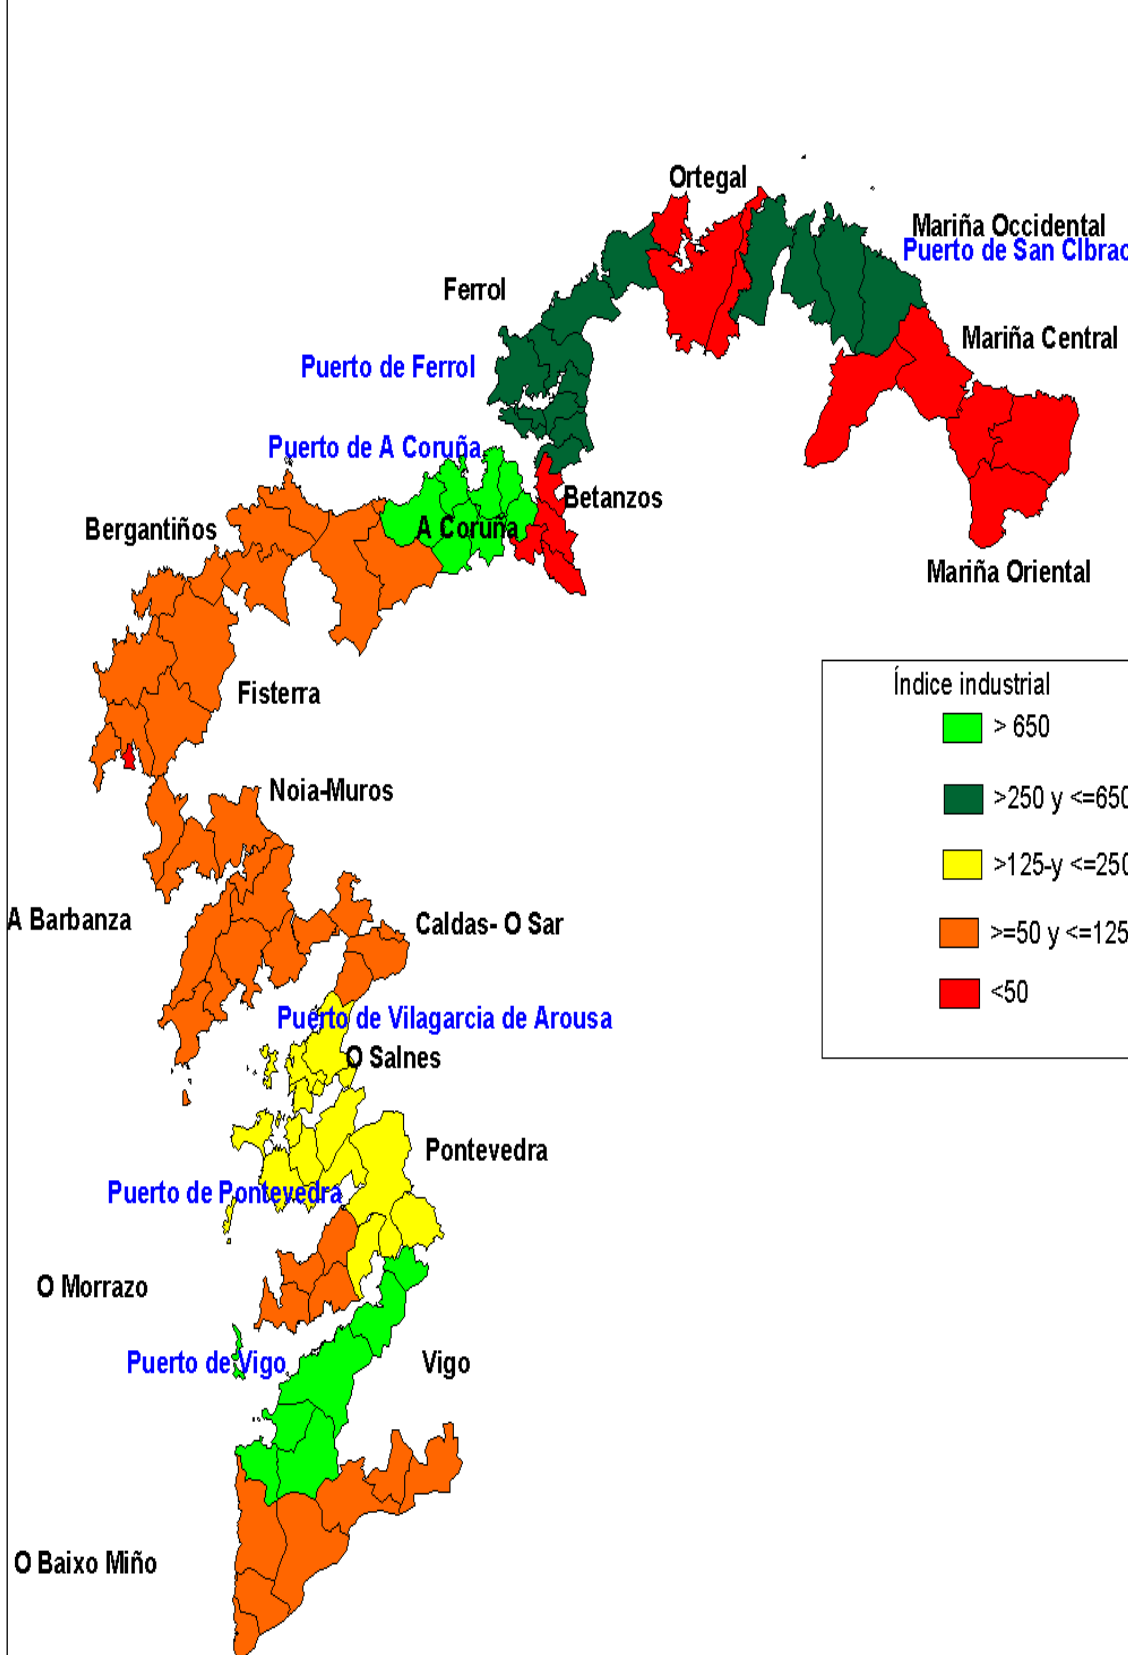 Ortegal
Mariña Occidental
Puerto de San CIbrao
Ferrol
Mariña Central
Puerto de Ferrol
Puerto de A Coruña
Betanzos
Bergantiños
A Coruña
Mariña Oriental
Índice industrial
Fisterra
> 650
Noia-Muros
>250 y <=650
>125-y <=250
A Barbanza
Caldas- O Sar
>=50 y <=125
<50
Puerto de Vilagarcia de Arousa
O Salnes
Pontevedra
Puerto de Pontevedra
O Morrazo
Puerto de Vigo
Vigo
O Baixo Miño